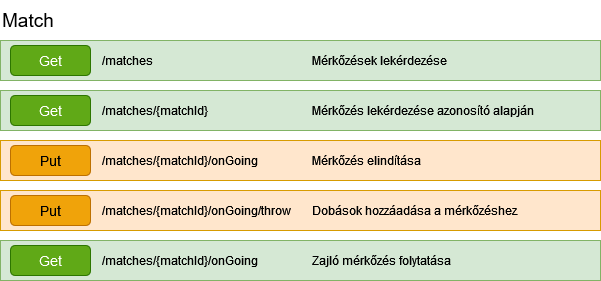 Match
Get /matches Mérkőzések lekérdezése
Get /matches/{matchId} Mérkőzés lekérdezése azonosító alapján
Put /matches/{matchId}/onGoing Mérkőzés elindítása
Put /matches/{matchId}/onGoing/throw Dobások hozzáadása a mérkőzéshez
Get /matches/{matchId}/onGoing Zajló mérkőzés folytatása